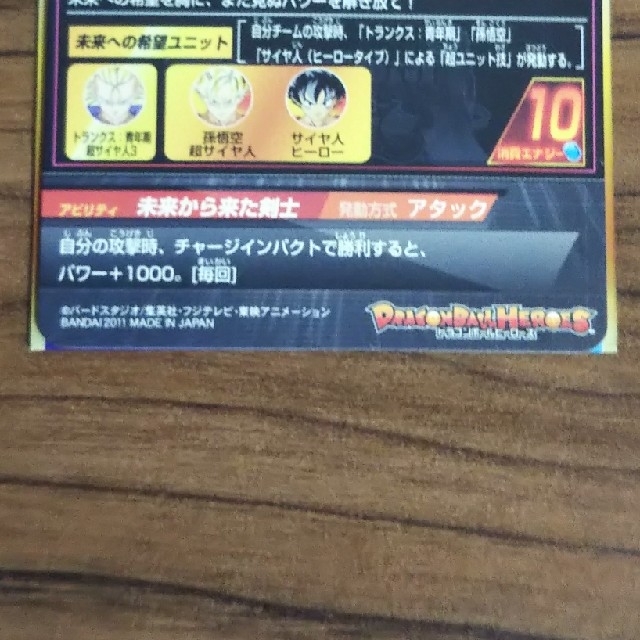 未来への希望を胸に、まだ見ぬパワーを解き放て！
未来への希望ユニット
自分チームの攻撃時、「トランクス：青年期」「孫悟空」
「サイヤ人（ヒーロータイプ）」による「超ユニット技」が発動する。
トランクス：青年期
超サイヤ人3
孫悟空
超サイヤ人
サイヤ人
ヒーロー
10
消費エナジー
アビリティ 未来から来た剣士 発動方式 アタック
自分の攻撃時、チャージインパクトで勝利すると、
パワー＋1000。[毎回]
©バードスタジオ/集英社・フジテレビ・東映アニメーション
BANDAI 2011 MADE IN JAPAN
DRAGONBALL HEROES
ドラゴンボールヒーローズ